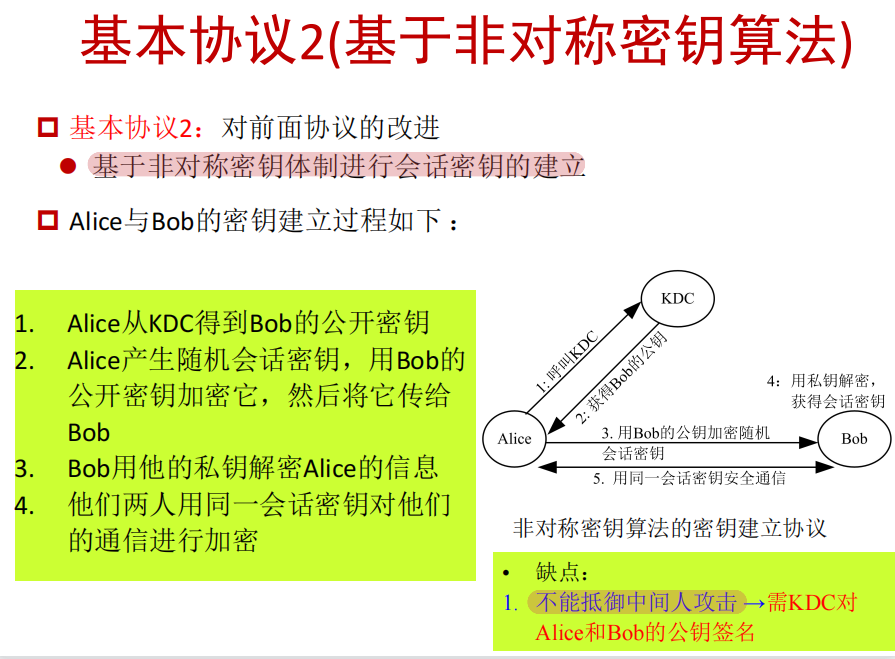 基本协议2(基于非对称密钥算法)
基本协议2：对前面协议的改进
基于非对称密钥体制进行会话密钥的建立
Alice与Bob的密钥建立过程如下：
1. Alice从KDC得到Bob的公开密钥
2. Alice产生随机会话密钥，用Bob的
公开密钥加密它，然后将它传给
Bob
3. Bob用他的私钥解密Alice的信息
4. 他们两人用同一会话密钥对他们
的通信进行加密
KDC
1: 呼叫KDC
2: 获得Bob的公钥
4：用私钥解密，
获得会话密钥
Alice
3. 用Bob的公钥加密随机
会话密钥
Bob
5. 用同一会话密钥安全通信
非对称密钥算法的密钥建立协议
• 缺点：
1. 不能抵御中间人攻击→需KDC对
Alice和Bob的公钥签名